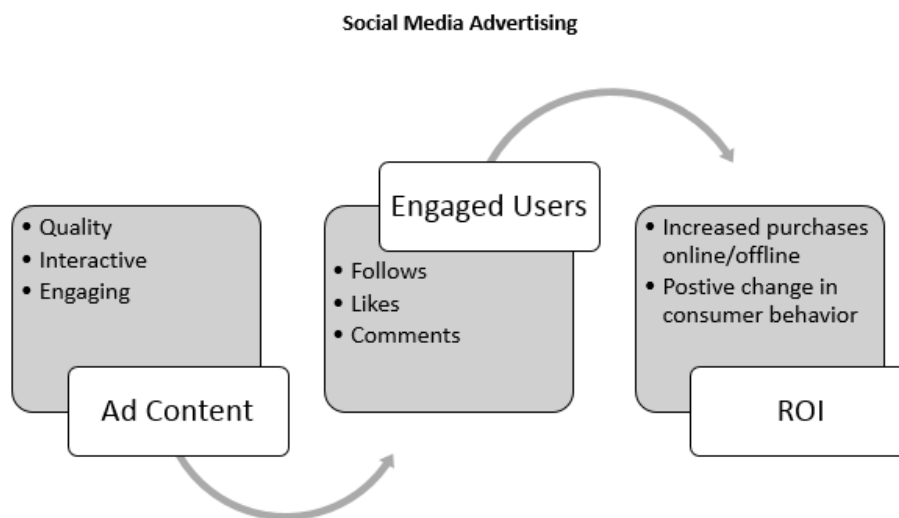 Social Media Advertising
• Quality
• Interactive
• Engaging
Ad Content
Engaged Users
• Follows
• Likes
• Comments
• Increased purchases
online/offline
• Postive change in
consumer behavior
ROI